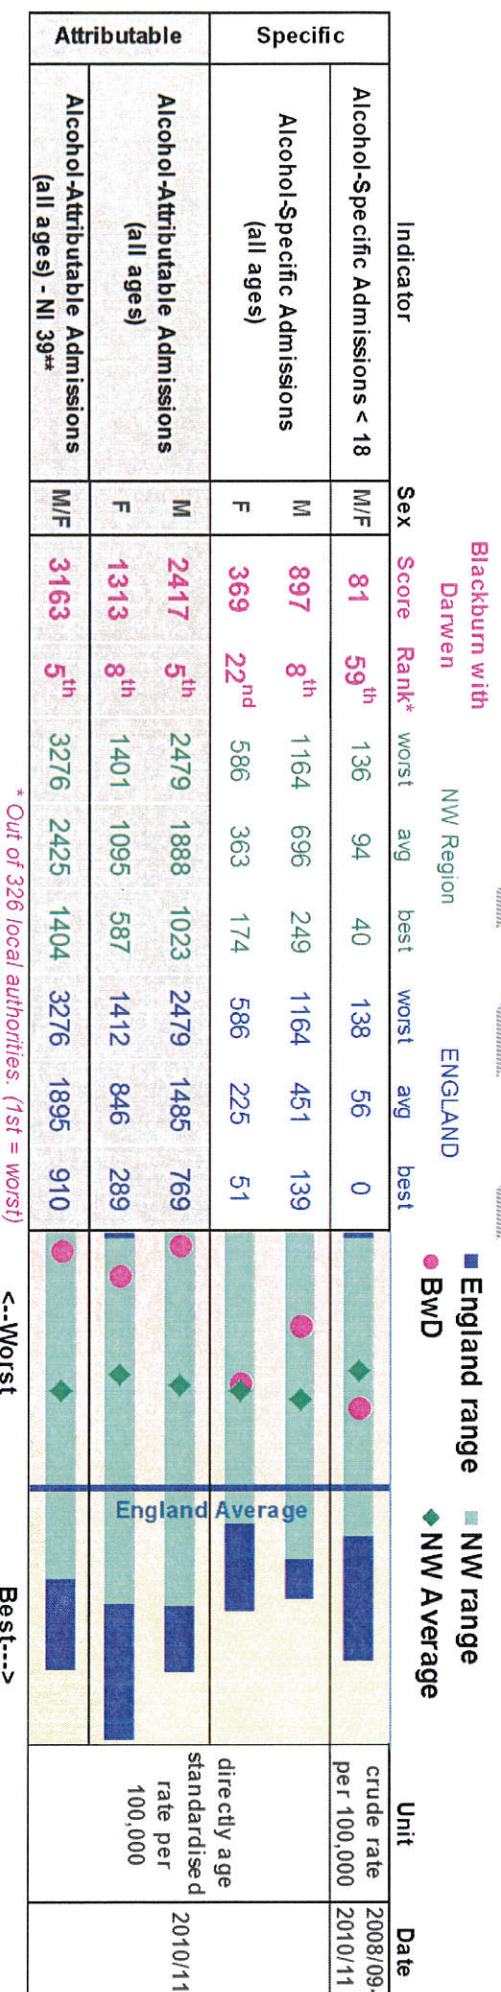 ■ England range ■ NW range
● BwD ◆ NW Average
Blackburn with
Darwen NW Region ENGLAND
Indicator Sex Score Rank* worst avg best worst avg best Unit Date
Specific
Alcohol-Specific Admissions < 18 M/F 81 59th 136 94 40 138 56 0 crude rate per 100,000 2008/09-2010/11
Alcohol-Specific Admissions (all ages) M 897 8th 1164 696 249 1164 451 139
F 369 22nd 586 363 174 586 225 51
Attributable
Alcohol-Attributable Admissions (all ages) M 2417 5th 2479 1888 1023 2479 1485 769
F 1313 8th 1401 1095 587 1412 846 289
Alcohol-Attributable Admissions (all ages) - NI 39** M/F 3163 5th 3276 2425 1404 3276 1895 910
England Average
directly age
standardised
rate per
100,000
2010/11
* Out of 326 local authorities. (1st = worst)
<--Worst Best--->